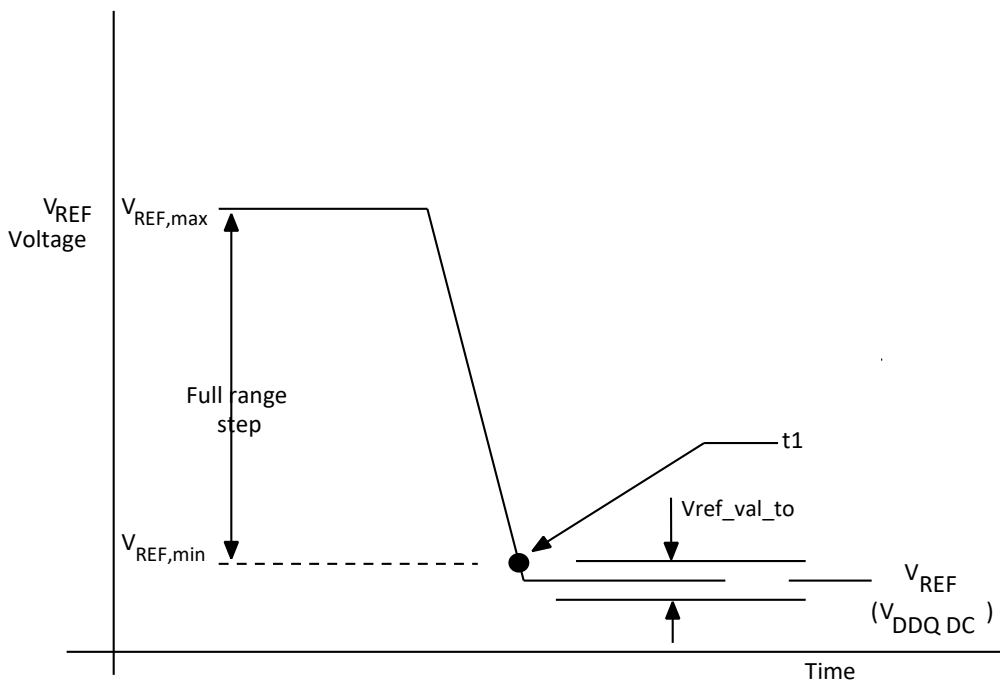 VREF
Voltage
VREF,max
Full range
step
t1
Vref_val_to
VREF,min
VREF
(VDDQ DC )
Time